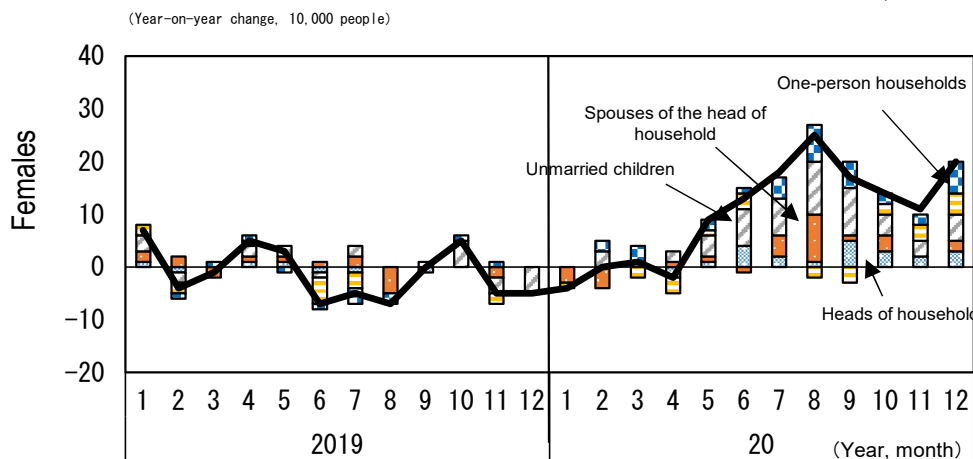 (Year-on-year change, 10,000 people)
Females
40
30
20
10
0
−10
−20
One-person households
Spouses of the head of
household
Unmarried children
Heads of household
1 2 3 4 5 6 7 8 9 10 11 12 1 2 3 4 5 6 7 8 9 10 11 12
2019 20 (Year, month)